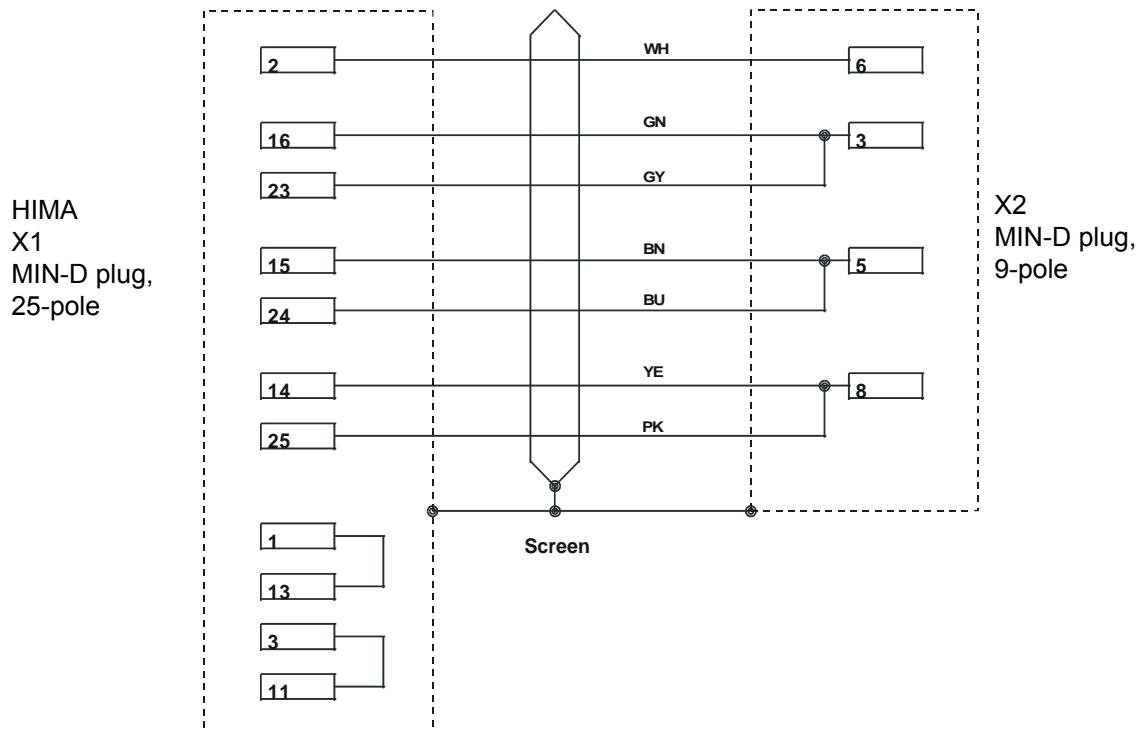 WH
2
6
GN
16
3
GY
23
HIMA
X1
MIN-D plug,
25-pole
X2
MIN-D plug,
9-pole
BN
15
5
BU
24
YE
14
8
PK
25
1
Screen
13
3
11